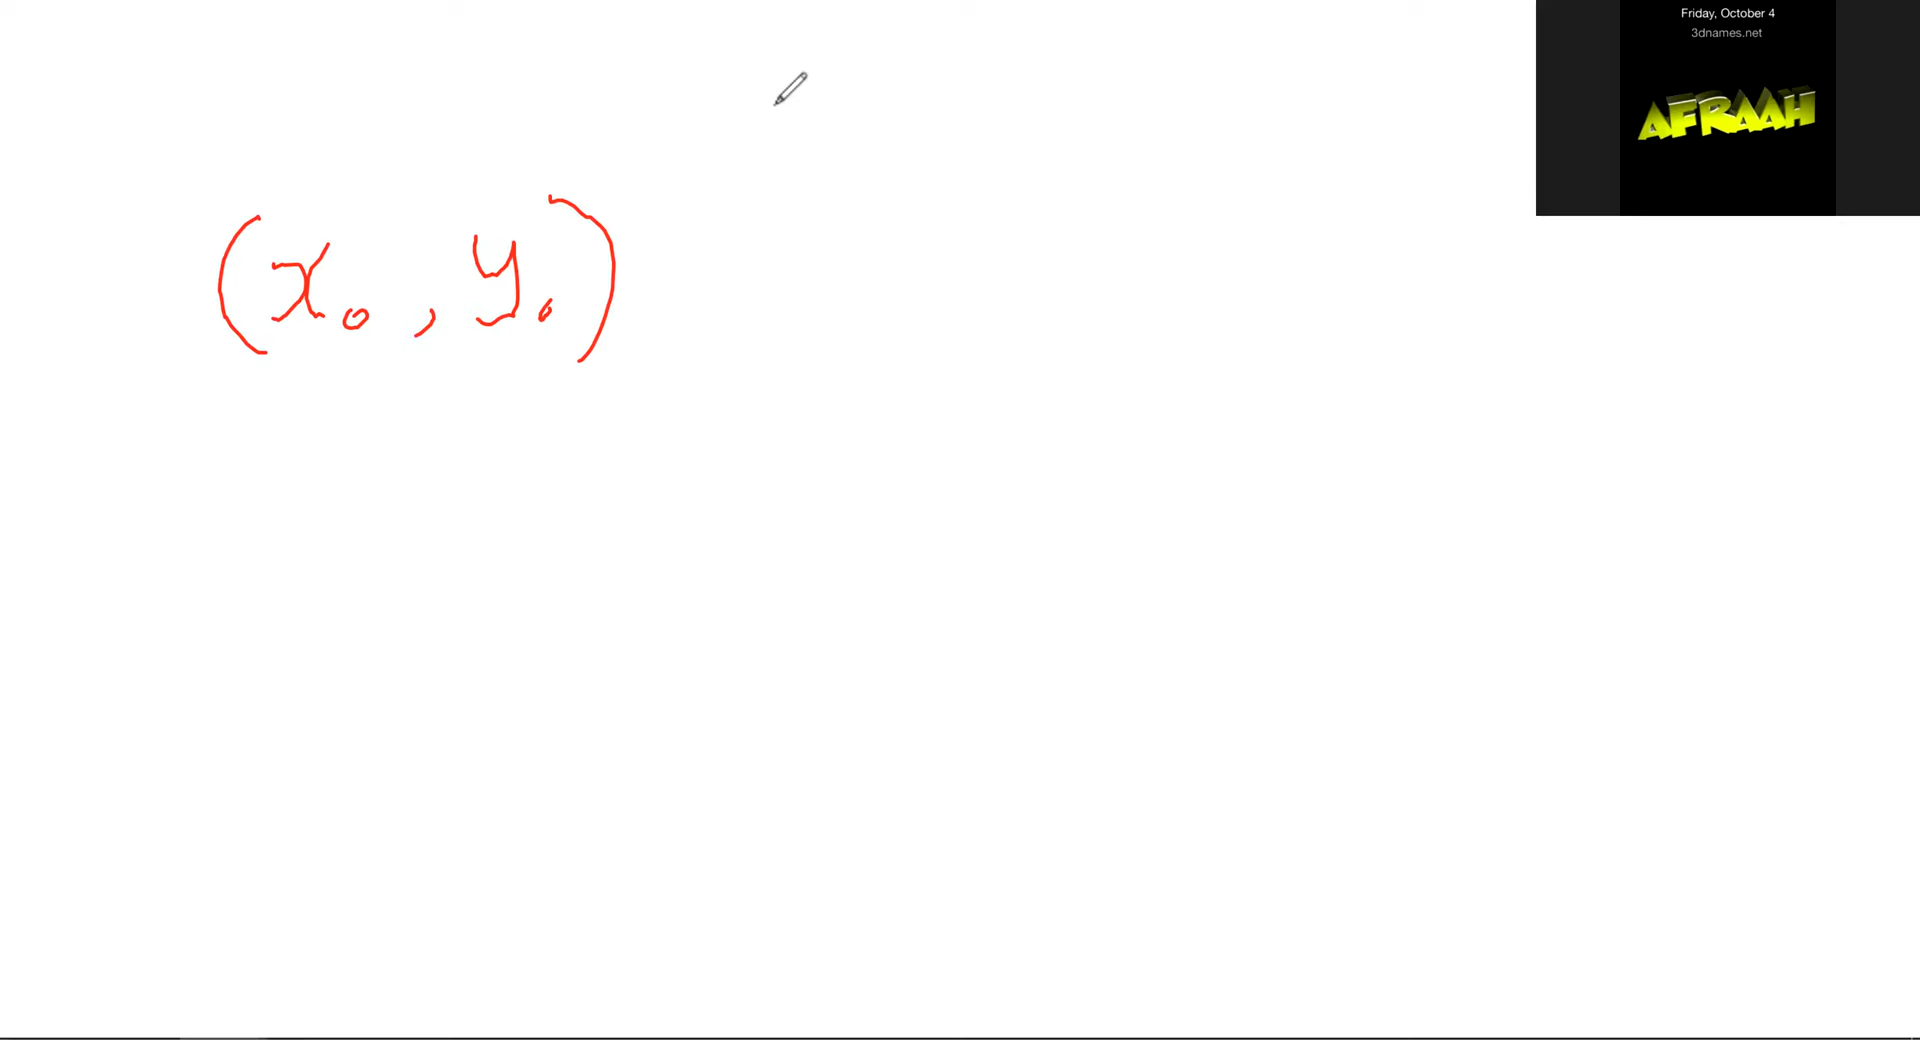 Friday, October 4
3dnames.net
AFRAAH
(x₀, y₀)